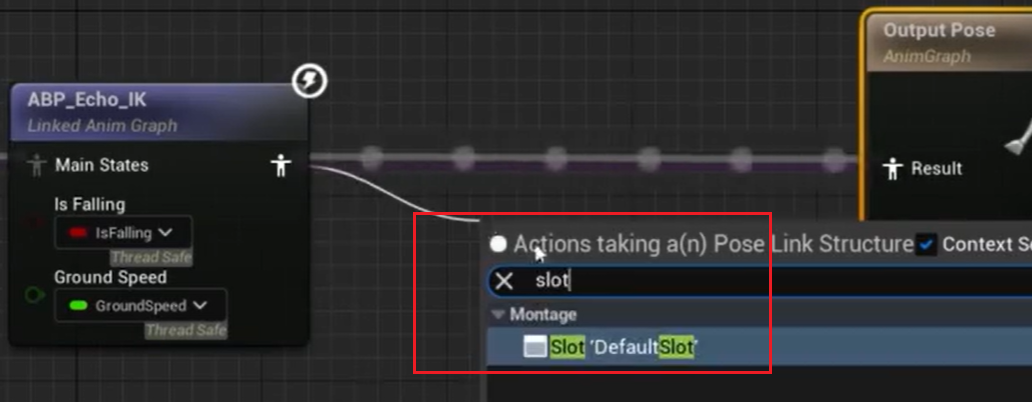 ABP_Echo_IK
Linked Anim Graph
Main States
Is Falling
IsFalling
Thread Safe
Ground Speed
GroundSpeed
Thread Safe
Output Pose
AnimGraph
Result
Actions taking a(n) Pose Link Structure
Context Se
slot
Montage
Slot 'DefaultSlot'